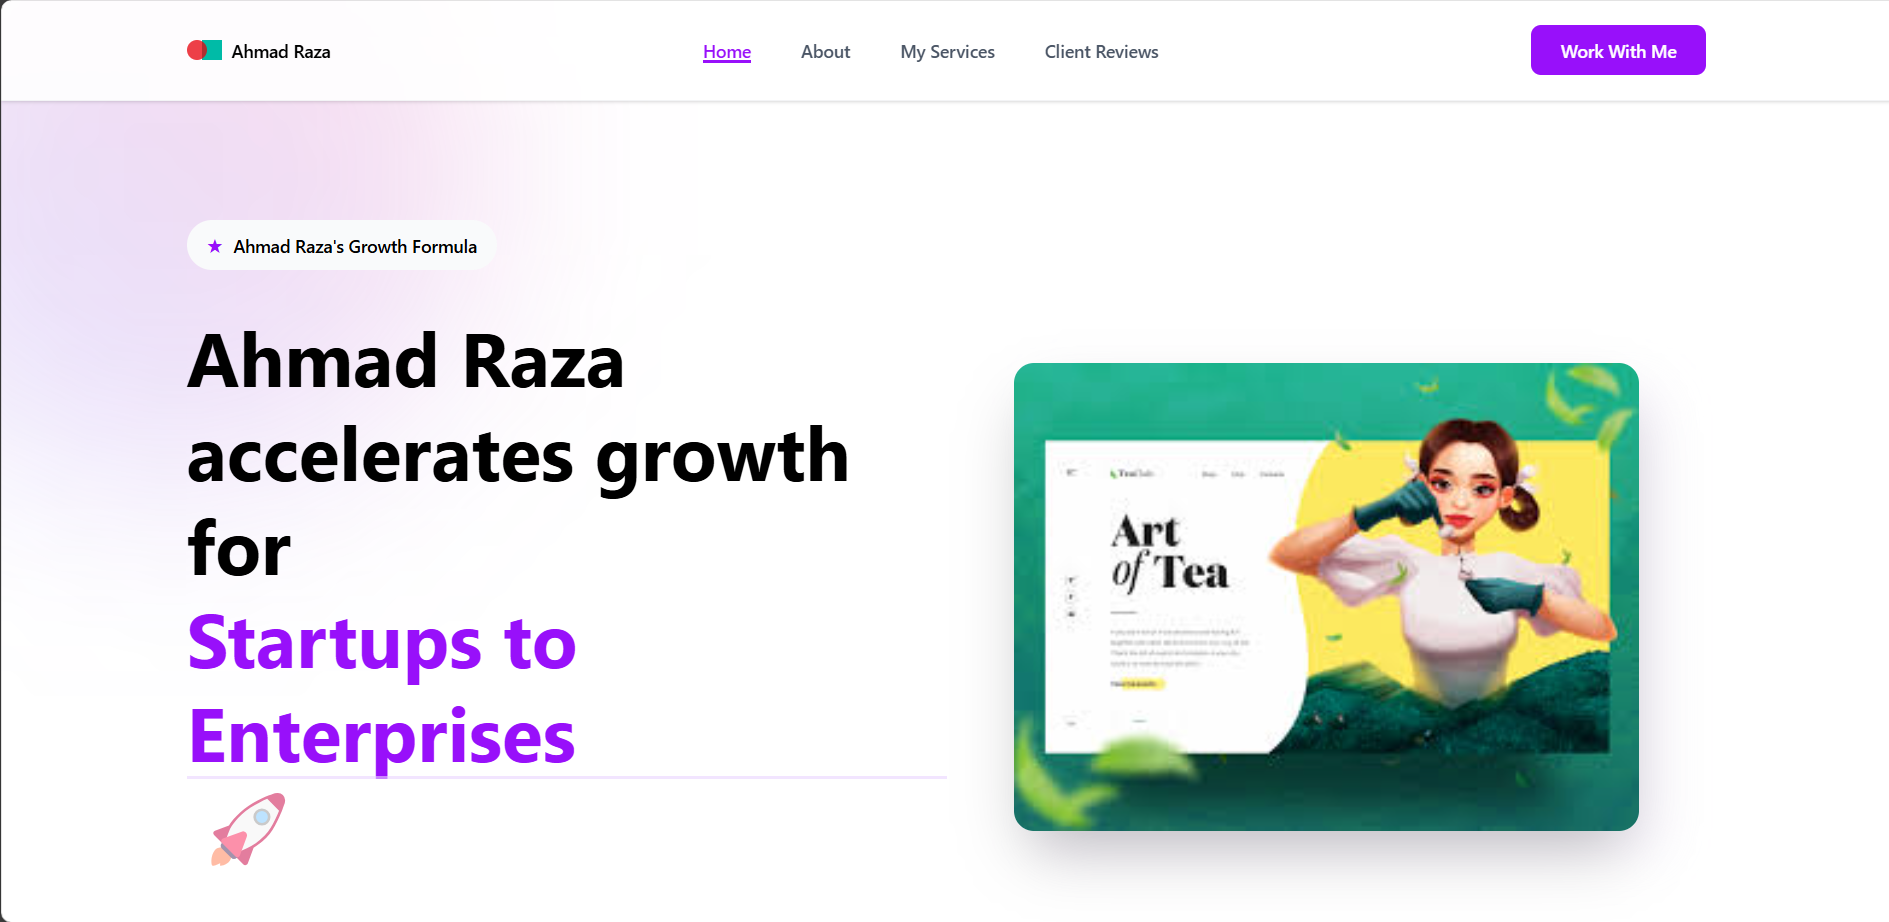 Ahmad Raza
Home
About
My Services
Client Reviews
Work With Me
★ Ahmad Raza's Growth Formula
Ahmad Raza
accelerates growth
for
Startups to
Enterprises
Art
of Tea